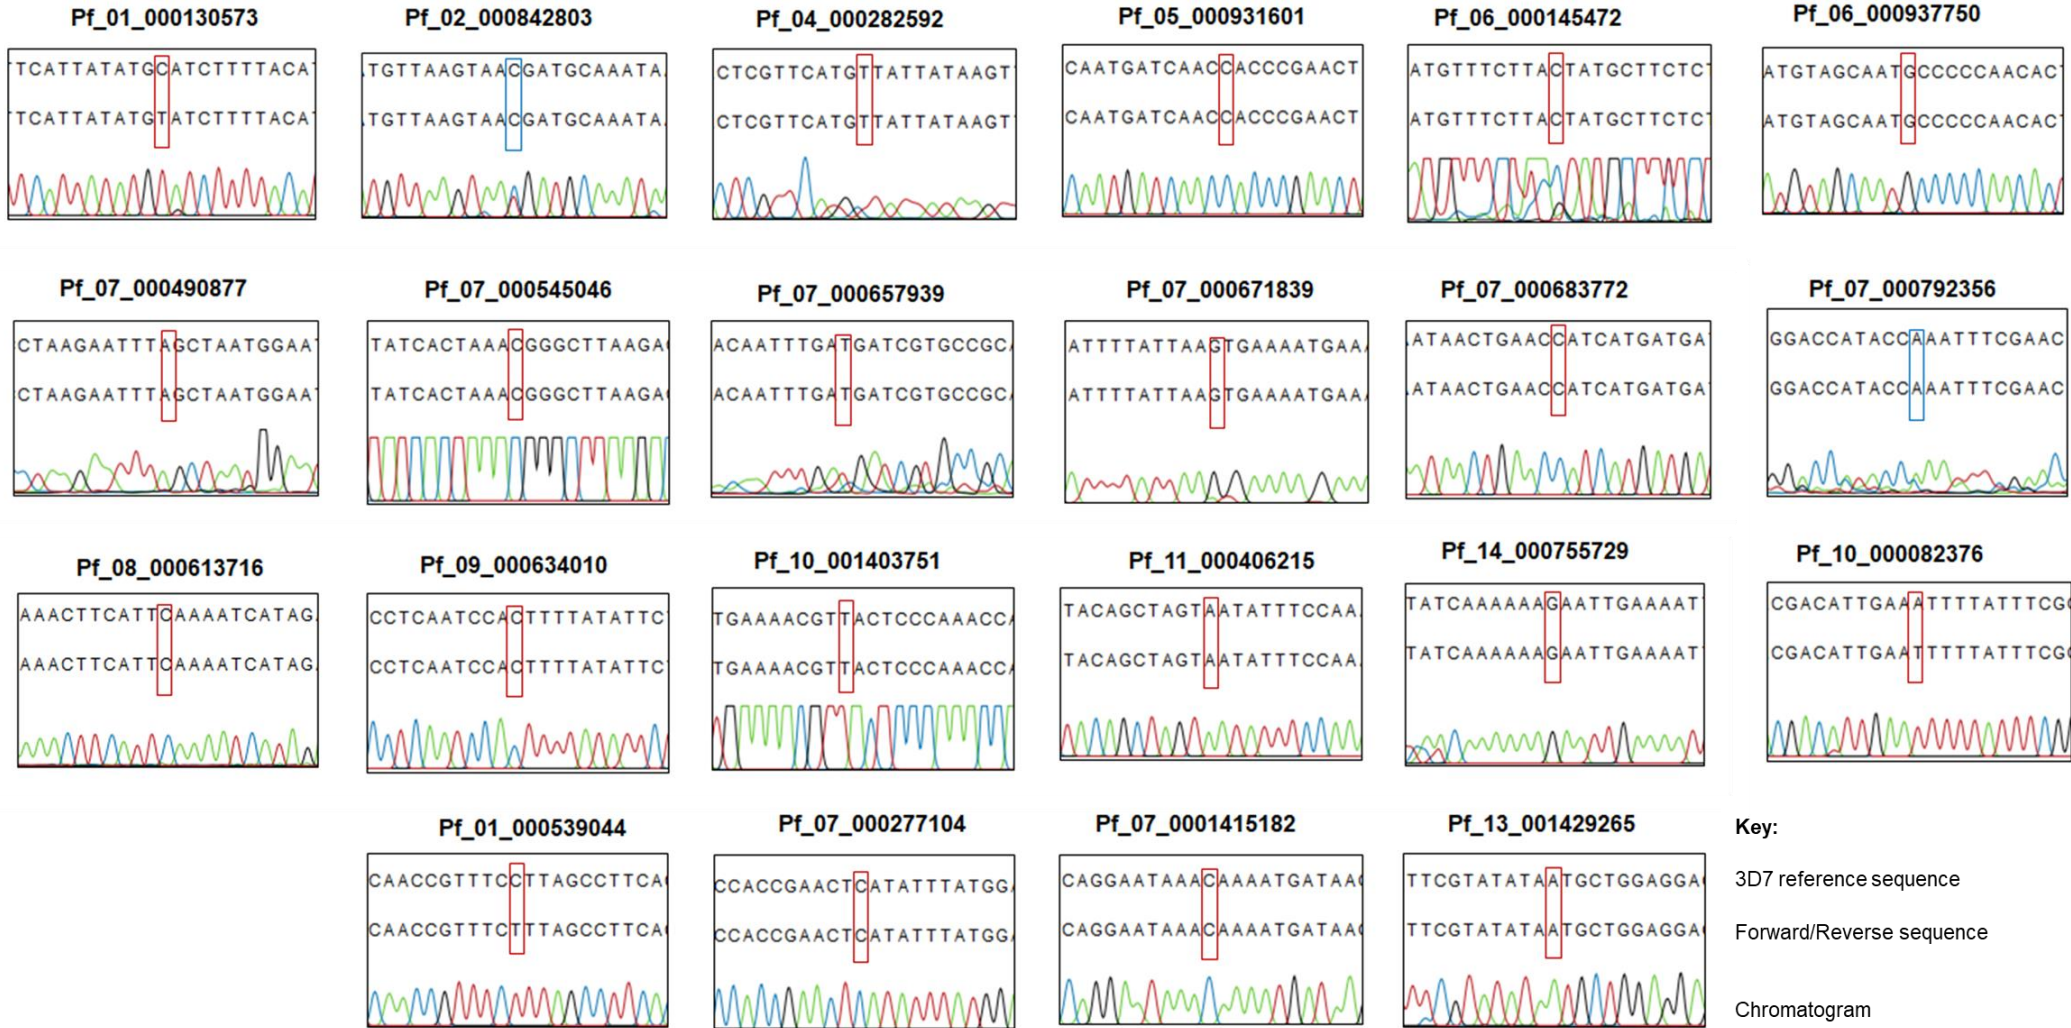 Pf_01_000130573
TCATTATATGCATCTTTTACA
TCATTATATGTATCTTTTACA
Pf_02_000842803
TGTTAAGTAACGATGCAAATA
TGTTAAGTAACGATGCAAATA
Pf_04_000282592
CTCGTTCATGTTATTATAAGT
CTCGTTCATGTTATTATAAGT
Pf_05_000931601
CAATGATCAACCACCCGAACT
CAATGATCAACCACCCGAACT
Pf_06_000145472
ATGTTTCTTACTATGCTTCTC
ATGTTTCTTACTATGCTTCTC
Pf_06_000937750
ATGTAGCAATGCCCCCAACAC
ATGTAGCAATGCCCCCAACAC
Pf_07_000490877
CTAAGAATTTAGCTAATGGAA
CTAAGAATTTAGCTAATGGAA
Pf_07_000545046
TATCACTAAACGGGCTTAAGA
TATCACTAAACGGGCTTAAGA
Pf_07_000657939
ACAATTTGATGATCGTGCCGC
ACAATTTGATGATCGTGCCGC
Pf_07_000671839
ATTTTATTAAGTGAAAATGAA
ATTTTATTAAGTGAAAATGAA
Pf_07_000683772
ATAACTGAACCATCATGATGA
ATAACTGAACCATCATGATGA
Pf_07_000792356
GGACCATACCAAATTTCGAAC
GGACCATACCAAATTTCGAAC
Pf_08_000613716
AAACTTCATTCAAAATCATAG
AAACTTCATTCAAAATCATAG
Pf_09_000634010
CCTCAATCCACTTTTATATTC
CCTCAATCCACTTTTATATTC
Pf_10_001403751
TGAAAACGTTACTCCCAAACC
TGAAAACGTTACTCCCAAACC
Pf_11_000406215
TACAGCTAGTAATATTTCCAA
TACAGCTAGTAATATTTCCAA
Pf_14_000755729
TATCAAAAAAGAATTGAAAAT
TATCAAAAAAGAATTGAAAAT
Pf_10_000082376
CGACATTGAAATTTTATTTCG
CGACATTGAATTTTTATTTCG
Pf_01_000539044
CAACCGTTTCCTTAGCCTTCA
CAACCGTTTCTTTAGCCTTCA
Pf_07_000277104
CCACCGAACTCATATTTATGG
CCACCGAACTCATATTTATGG
Pf_07_0001415182
CAGGAATAAACAAAATGATAA
CAGGAATAAACAAAATGATAA
Pf_13_001429265
TTCGTATATAATGCTGGAGGA
TTCGTATATAATGCTGGAGGA
Key:
3D7 reference sequence
Forward/Reverse sequence
Chromatogram